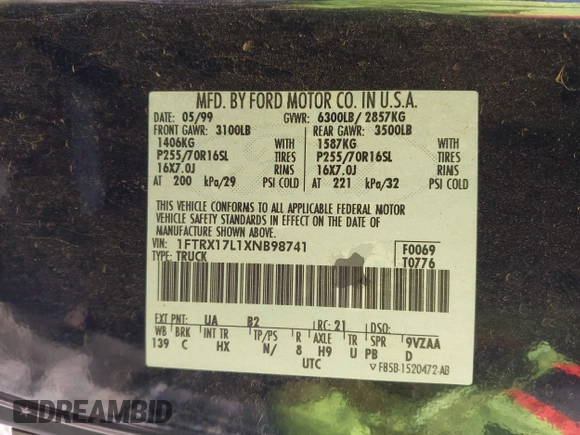 MFD. BY FORD MOTOR CO. IN U.S.A.
DATE: 05/99 GVWR: 6300LB/ 2857KG
FRONT GAWR: 3100LB REAR GAWR: 3500LB
1406KG WITH 1587KG WITH
P255/70R16SL TIRES P255/70R16SL TIRES
16X7.0J RIMS 16X7.0J RIMS
AT 200 kPa/29 PSI COLD AT 221 kPa/32 PSI COLD
THIS VEHICLE CONFORMS TO ALL APPLICABLE FEDERAL MOTOR
VEHICLE SAFETY STANDARDS IN EFFECT ON THE DATE OF
MANUFACTURE SHOWN ABOVE.
VIN: 1FTRX17L1XNB98741 F0069
TYPE: TRUCK T0776
EXT PNT: UA B2 RC: 21 DSO:
WB BRK INT TR TP/PS R AXLE TR SPR 9VZAA
139 C HX N/ 8 H9 U PB D
UTC F85B-1520472-AB
DREAMBID